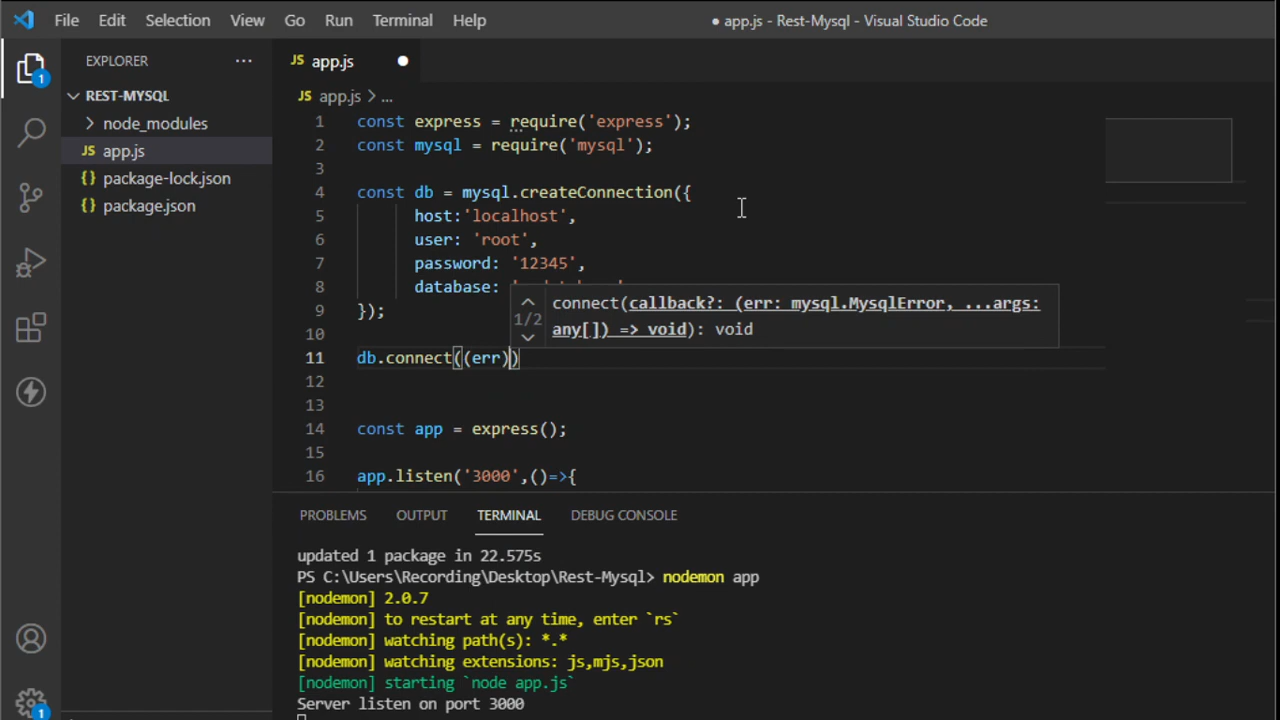 File Edit Selection View Go Run Terminal Help ● app.js - Rest-Mysql - Visual Studio Code
EXPLORER ···
JS app.js ●
REST-MYSQL
JS app.js > ...
node_modules
JS app.js
{} package-lock.json
{} package.json
1
1
1 const express = require('express');
2 const mysql = require('mysql');
3
4 const db = mysql.createConnection({
5 host:'localhost',
6 user: 'root',
7 password: '12345',
8 database:
9 });
1/2 connect(callback?: (err: mysql.MysqlError, ...args:
any[]) => void): void
10
11 db.connect((err))
12
13
14 const app = express();
15
16 app.listen('3000',()=>{
PROBLEMS OUTPUT TERMINAL DEBUG CONSOLE
updated 1 package in 22.575s
PS C:\Users\Recording\Desktop\Rest-Mysql> nodemon app
[nodemon] 2.0.7
[nodemon] to restart at any time, enter `rs`
[nodemon] watching path(s): *.*
[nodemon] watching extensions: js,mjs,json
[nodemon] starting `node app.js`
Server listen on port 3000